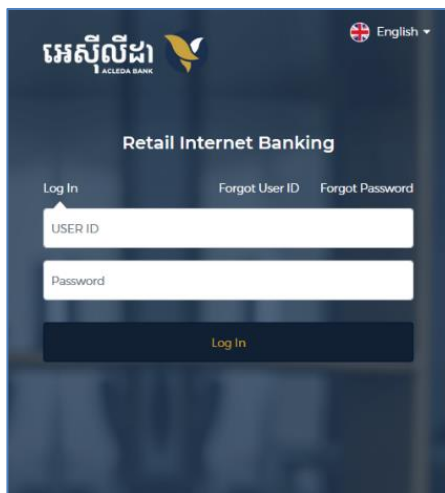 English
អេស៊ីលីដា
ACLEDA BANK
Retail Internet Banking
Log In Forgot User ID Forgot Password
USER ID
Password
Log In